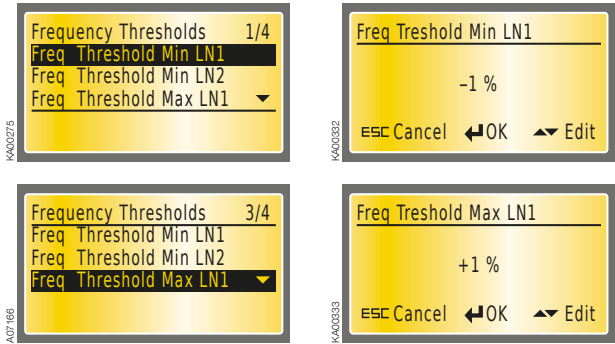 Frequency Thresholds 1/4
Freq Threshold Min LN1
Freq Threshold Min LN2
Freq Threshold Max LN1
KA00275
Freq Treshold Min LN1
–1 %
ESC Cancel OK Edit
KA00332
Frequency Thresholds 3/4
Freq Threshold Min LN1
Freq Threshold Min LN2
Freq Threshold Max LN1
A07166
Freq Treshold Max LN1
+1 %
ESC Cancel OK Edit
KA00333